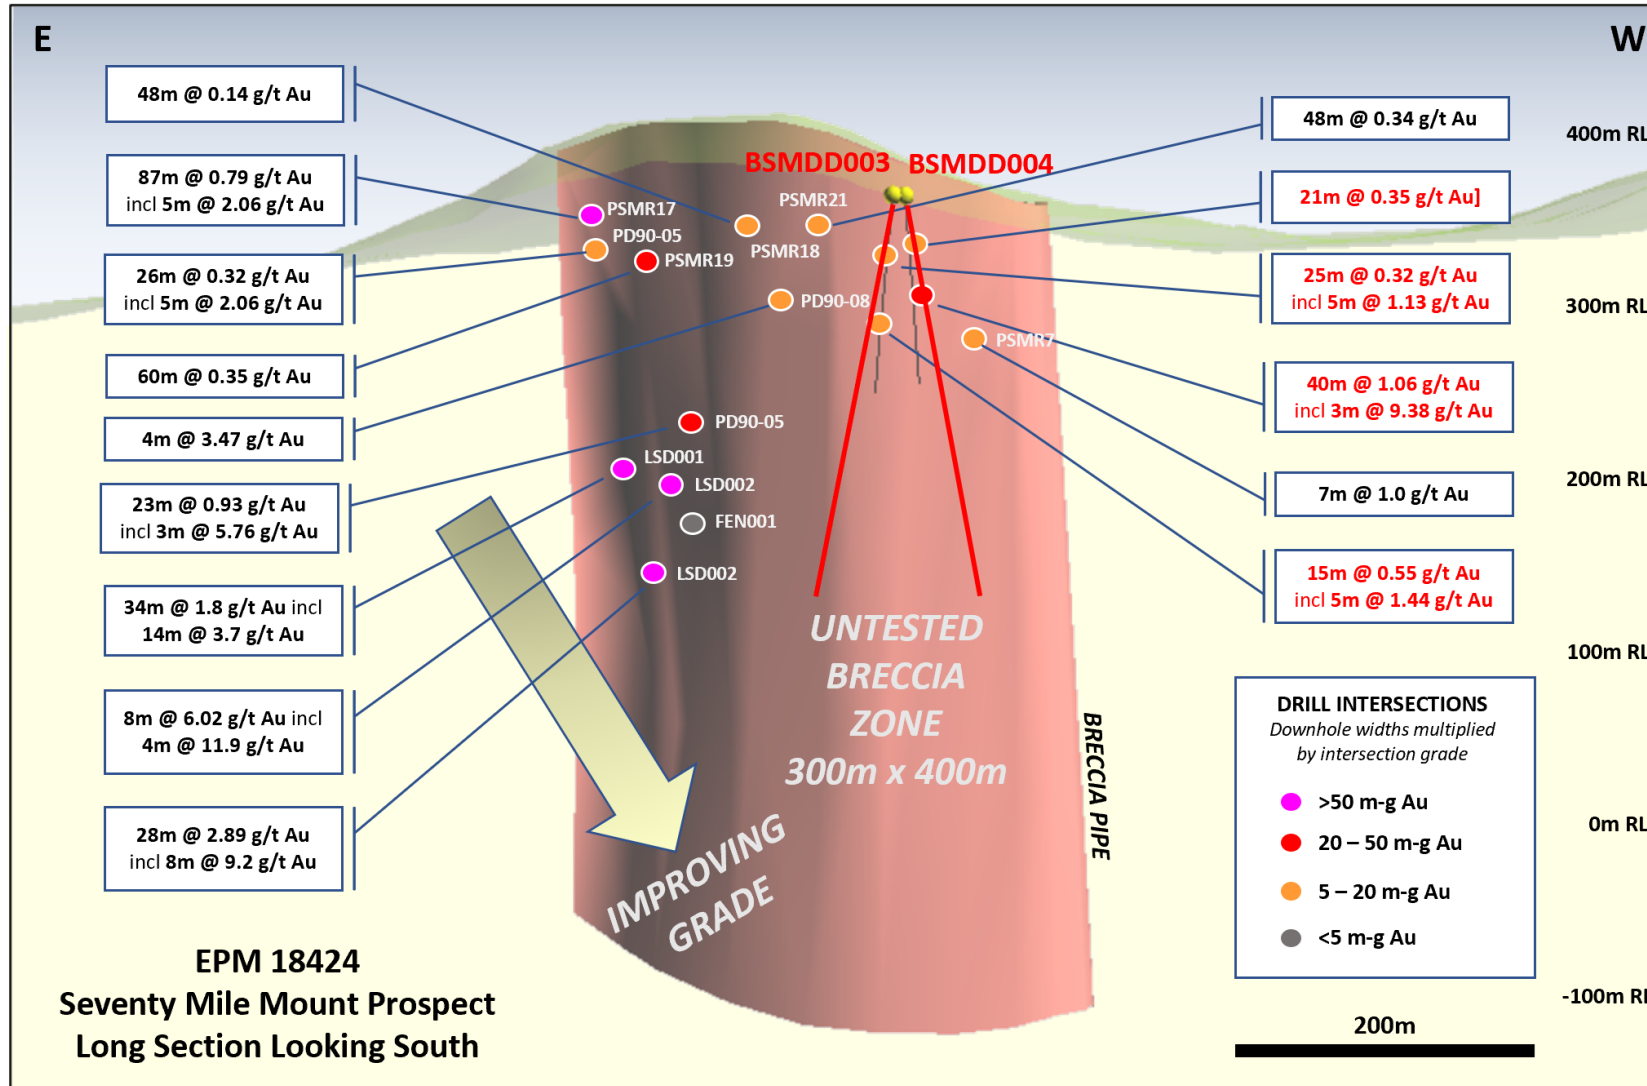 E
W
48m @ 0.14 g/t Au
87m @ 0.79 g/t Au
incl 5m @ 2.06 g/t Au
26m @ 0.32 g/t Au
incl 5m @ 2.06 g/t Au
60m @ 0.35 g/t Au
4m @ 3.47 g/t Au
23m @ 0.93 g/t Au
incl 3m @ 5.76 g/t Au
34m @ 1.8 g/t Au incl
14m @ 3.7 g/t Au
8m @ 6.02 g/t Au incl
4m @ 11.9 g/t Au
28m @ 2.89 g/t Au
incl 8m @ 9.2 g/t Au
BSMDD003 BSMDD004
PSMR17
PSMR21
PD90-05
PSMR18
PSMR19
PD90-08
PSMR7
PD90-05
LSD001
LSD002
FEN001
LSD002
UNTESTED
BRECCIA
ZONE
300m x 400m
IMPROVING
GRADE
BRECCIA PIPE
48m @ 0.34 g/t Au
21m @ 0.35 g/t Au]
25m @ 0.32 g/t Au
incl 5m @ 1.13 g/t Au
40m @ 1.06 g/t Au
incl 3m @ 9.38 g/t Au
7m @ 1.0 g/t Au
15m @ 0.55 g/t Au
incl 5m @ 1.44 g/t Au
400m RL
300m RL
200m RL
100m RL
0m RL
-100m RL
DRILL INTERSECTIONS
Downhole widths multiplied
by intersection grade
>50 m-g Au
20 – 50 m-g Au
5 – 20 m-g Au
<5 m-g Au
200m
EPM 18424
Seventy Mile Mount Prospect
Long Section Looking South